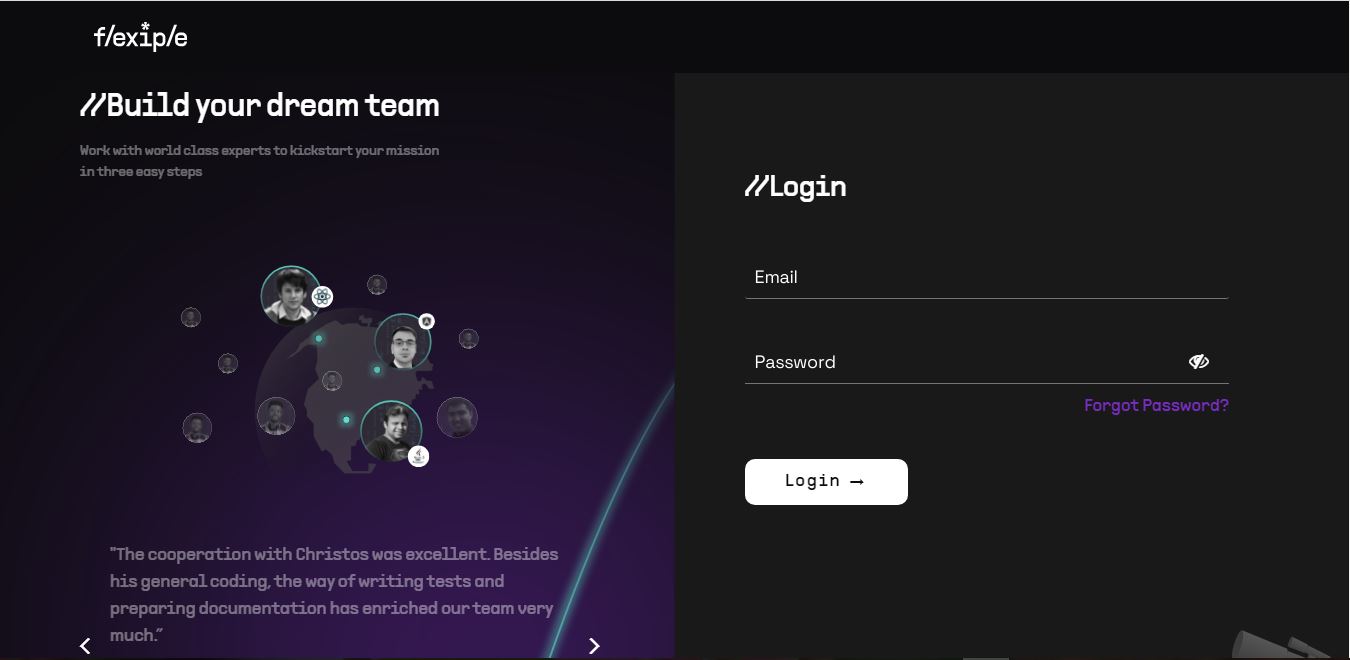 f/exip/e
//Build your dream team
Work with world class experts to kickstart your mission
in three easy steps
"The cooperation with Christos was excellent. Besides
his general coding, the way of writing tests and
preparing documentation has enriched our team very
much.”
//Login
Email
Password
Forgot Password?
Login →